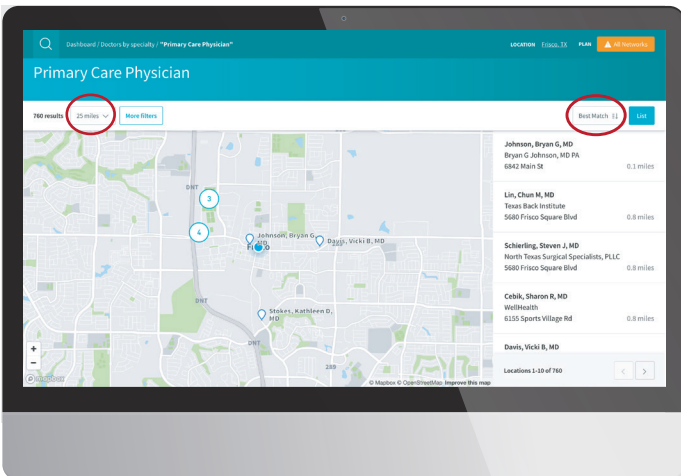 Dashboard / Doctors by specialty / "Primary Care Physician"
LOCATION Frisco, TX PLAN All Networks
Primary Care Physician
760 results 25 miles More filters
Best Match List
DNT
3
4
Johnson, Bryan G, MD
Frisco
Davis, Vicki B, MD
289
DNT
Stokes, Kathleen D, MD
DNT
289
+
-
mapbox
© Mapbox © OpenStreetMap Improve this map
Johnson, Bryan G, MD
Bryan G Johnson, MD PA
6842 Main St 0.1 miles
Lin, Chun M, MD
Texas Back Institute
5680 Frisco Square Blvd 0.8 miles
Schierling, Steven J, MD
North Texas Surgical Specialists, PLLC
5680 Frisco Square Blvd 0.8 miles
Cebik, Sharon R, MD
WellHealth
6155 Sports Village Rd 0.8 miles
Davis, Vicki B, MD
Locations 1-10 of 760